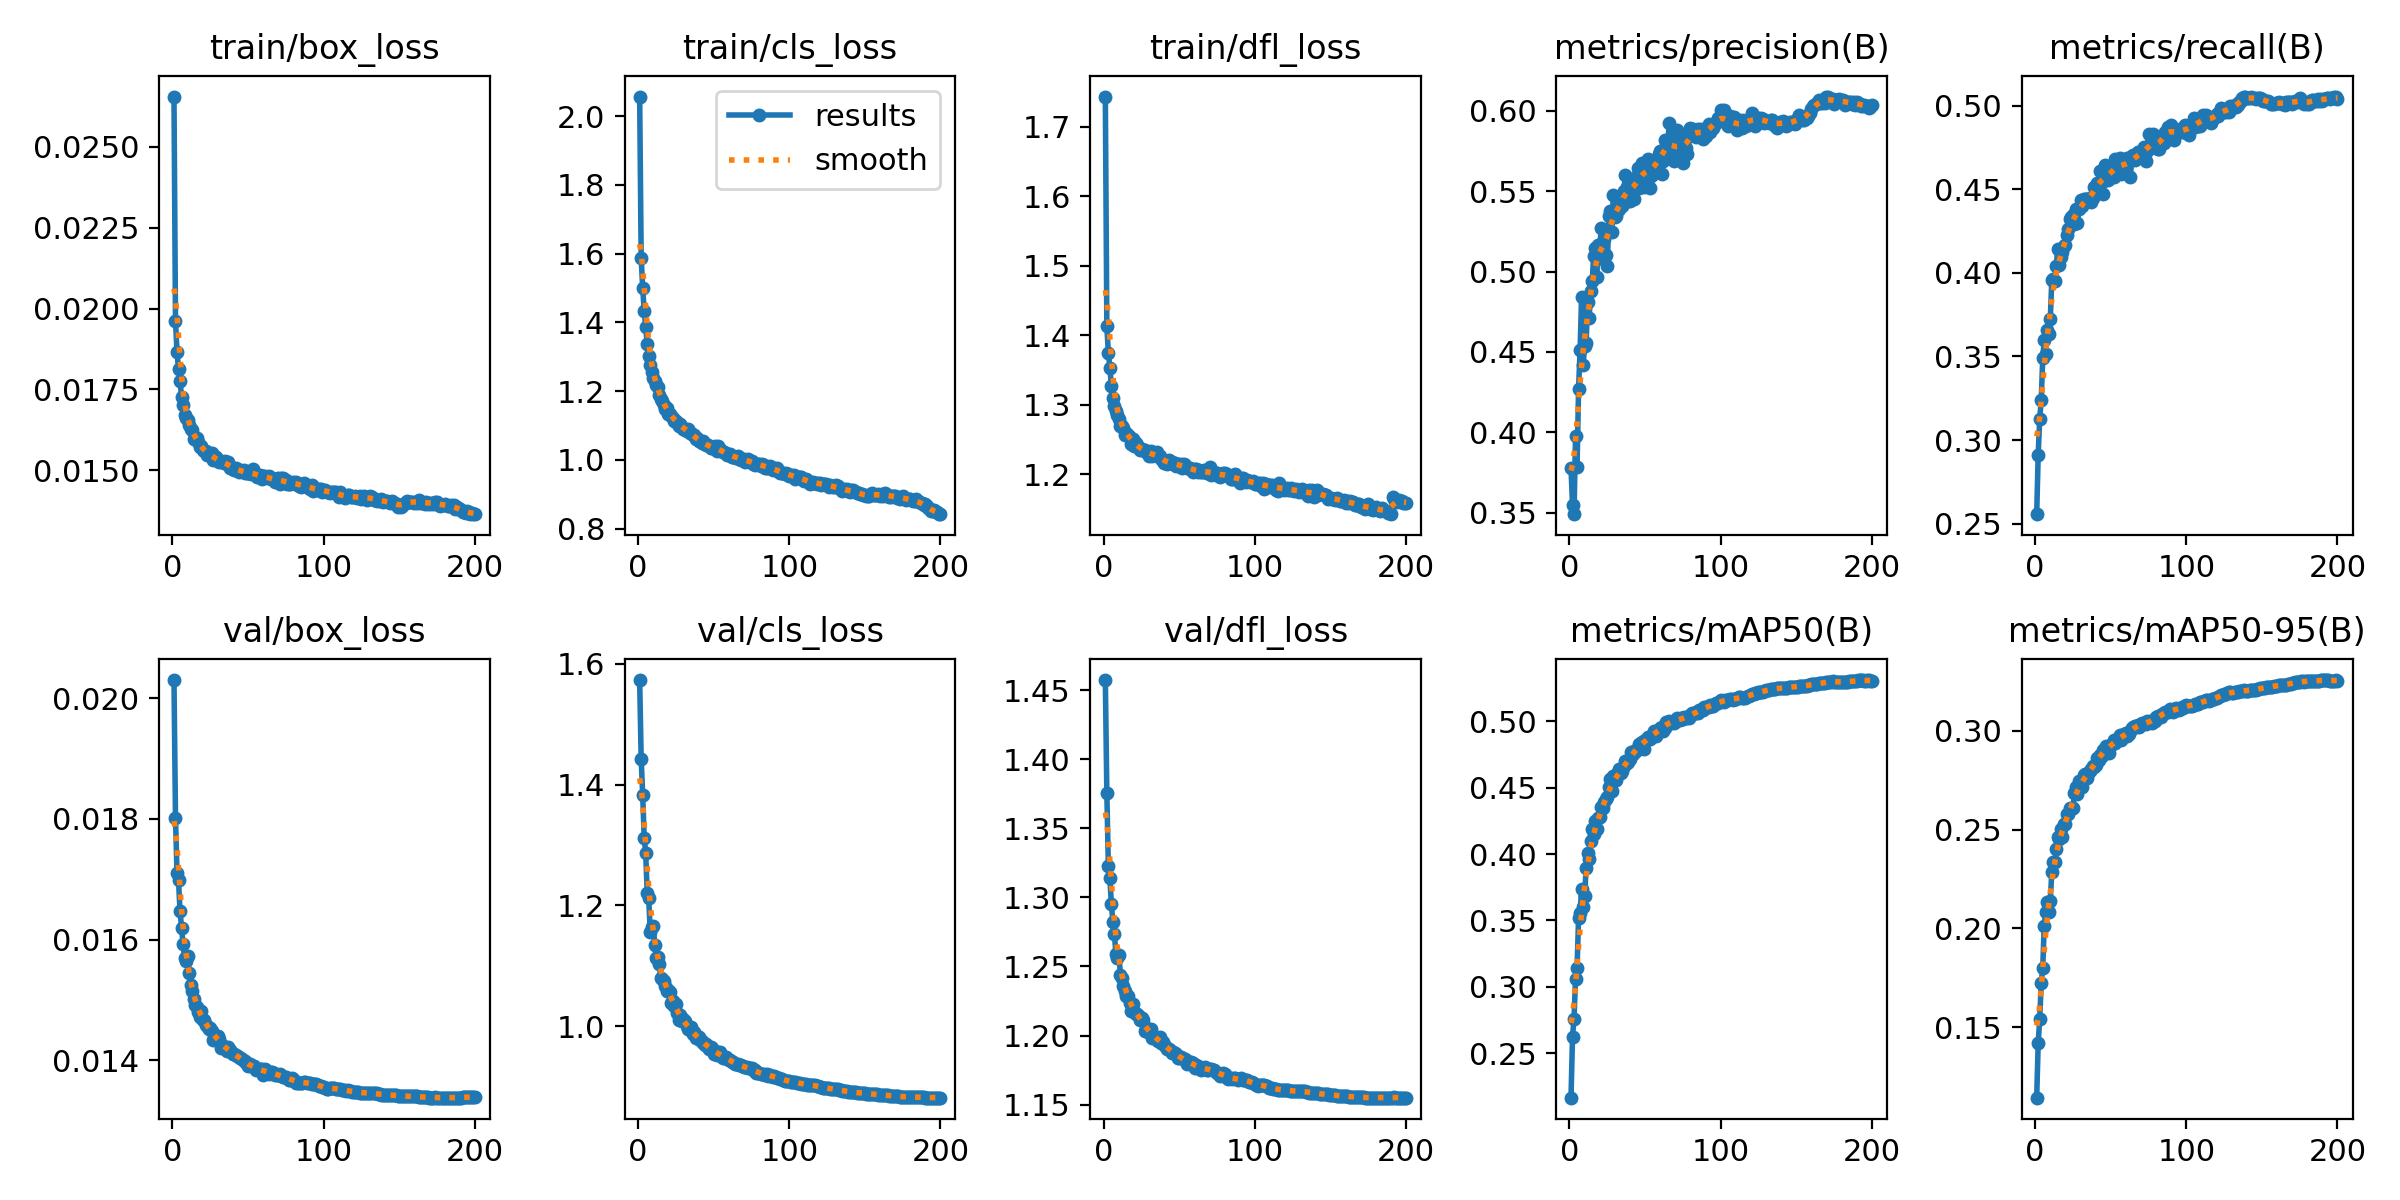 train/box_loss
0.0250
0.0225
0.0200
0.0175
0.0150
0 100 200
train/cls_loss
results
smooth
2.0
1.8
1.6
1.4
1.2
1.0
0.8
0 100 200
train/dfl_loss
1.7
1.6
1.5
1.4
1.3
1.2
0 100 200
metrics/precision(B)
0.60
0.55
0.50
0.45
0.40
0.35
0 100 200
metrics/recall(B)
0.50
0.45
0.40
0.35
0.30
0.25
0 100 200
val/box_loss
0.020
0.018
0.016
0.014
0 100 200
val/cls_loss
1.6
1.4
1.2
1.0
0 100 200
val/dfl_loss
1.45
1.40
1.35
1.30
1.25
1.20
1.15
0 100 200
metrics/mAP50(B)
0.50
0.45
0.40
0.35
0.30
0.25
0 100 200
metrics/mAP50-95(B)
0.30
0.25
0.20
0.15
0 100 200